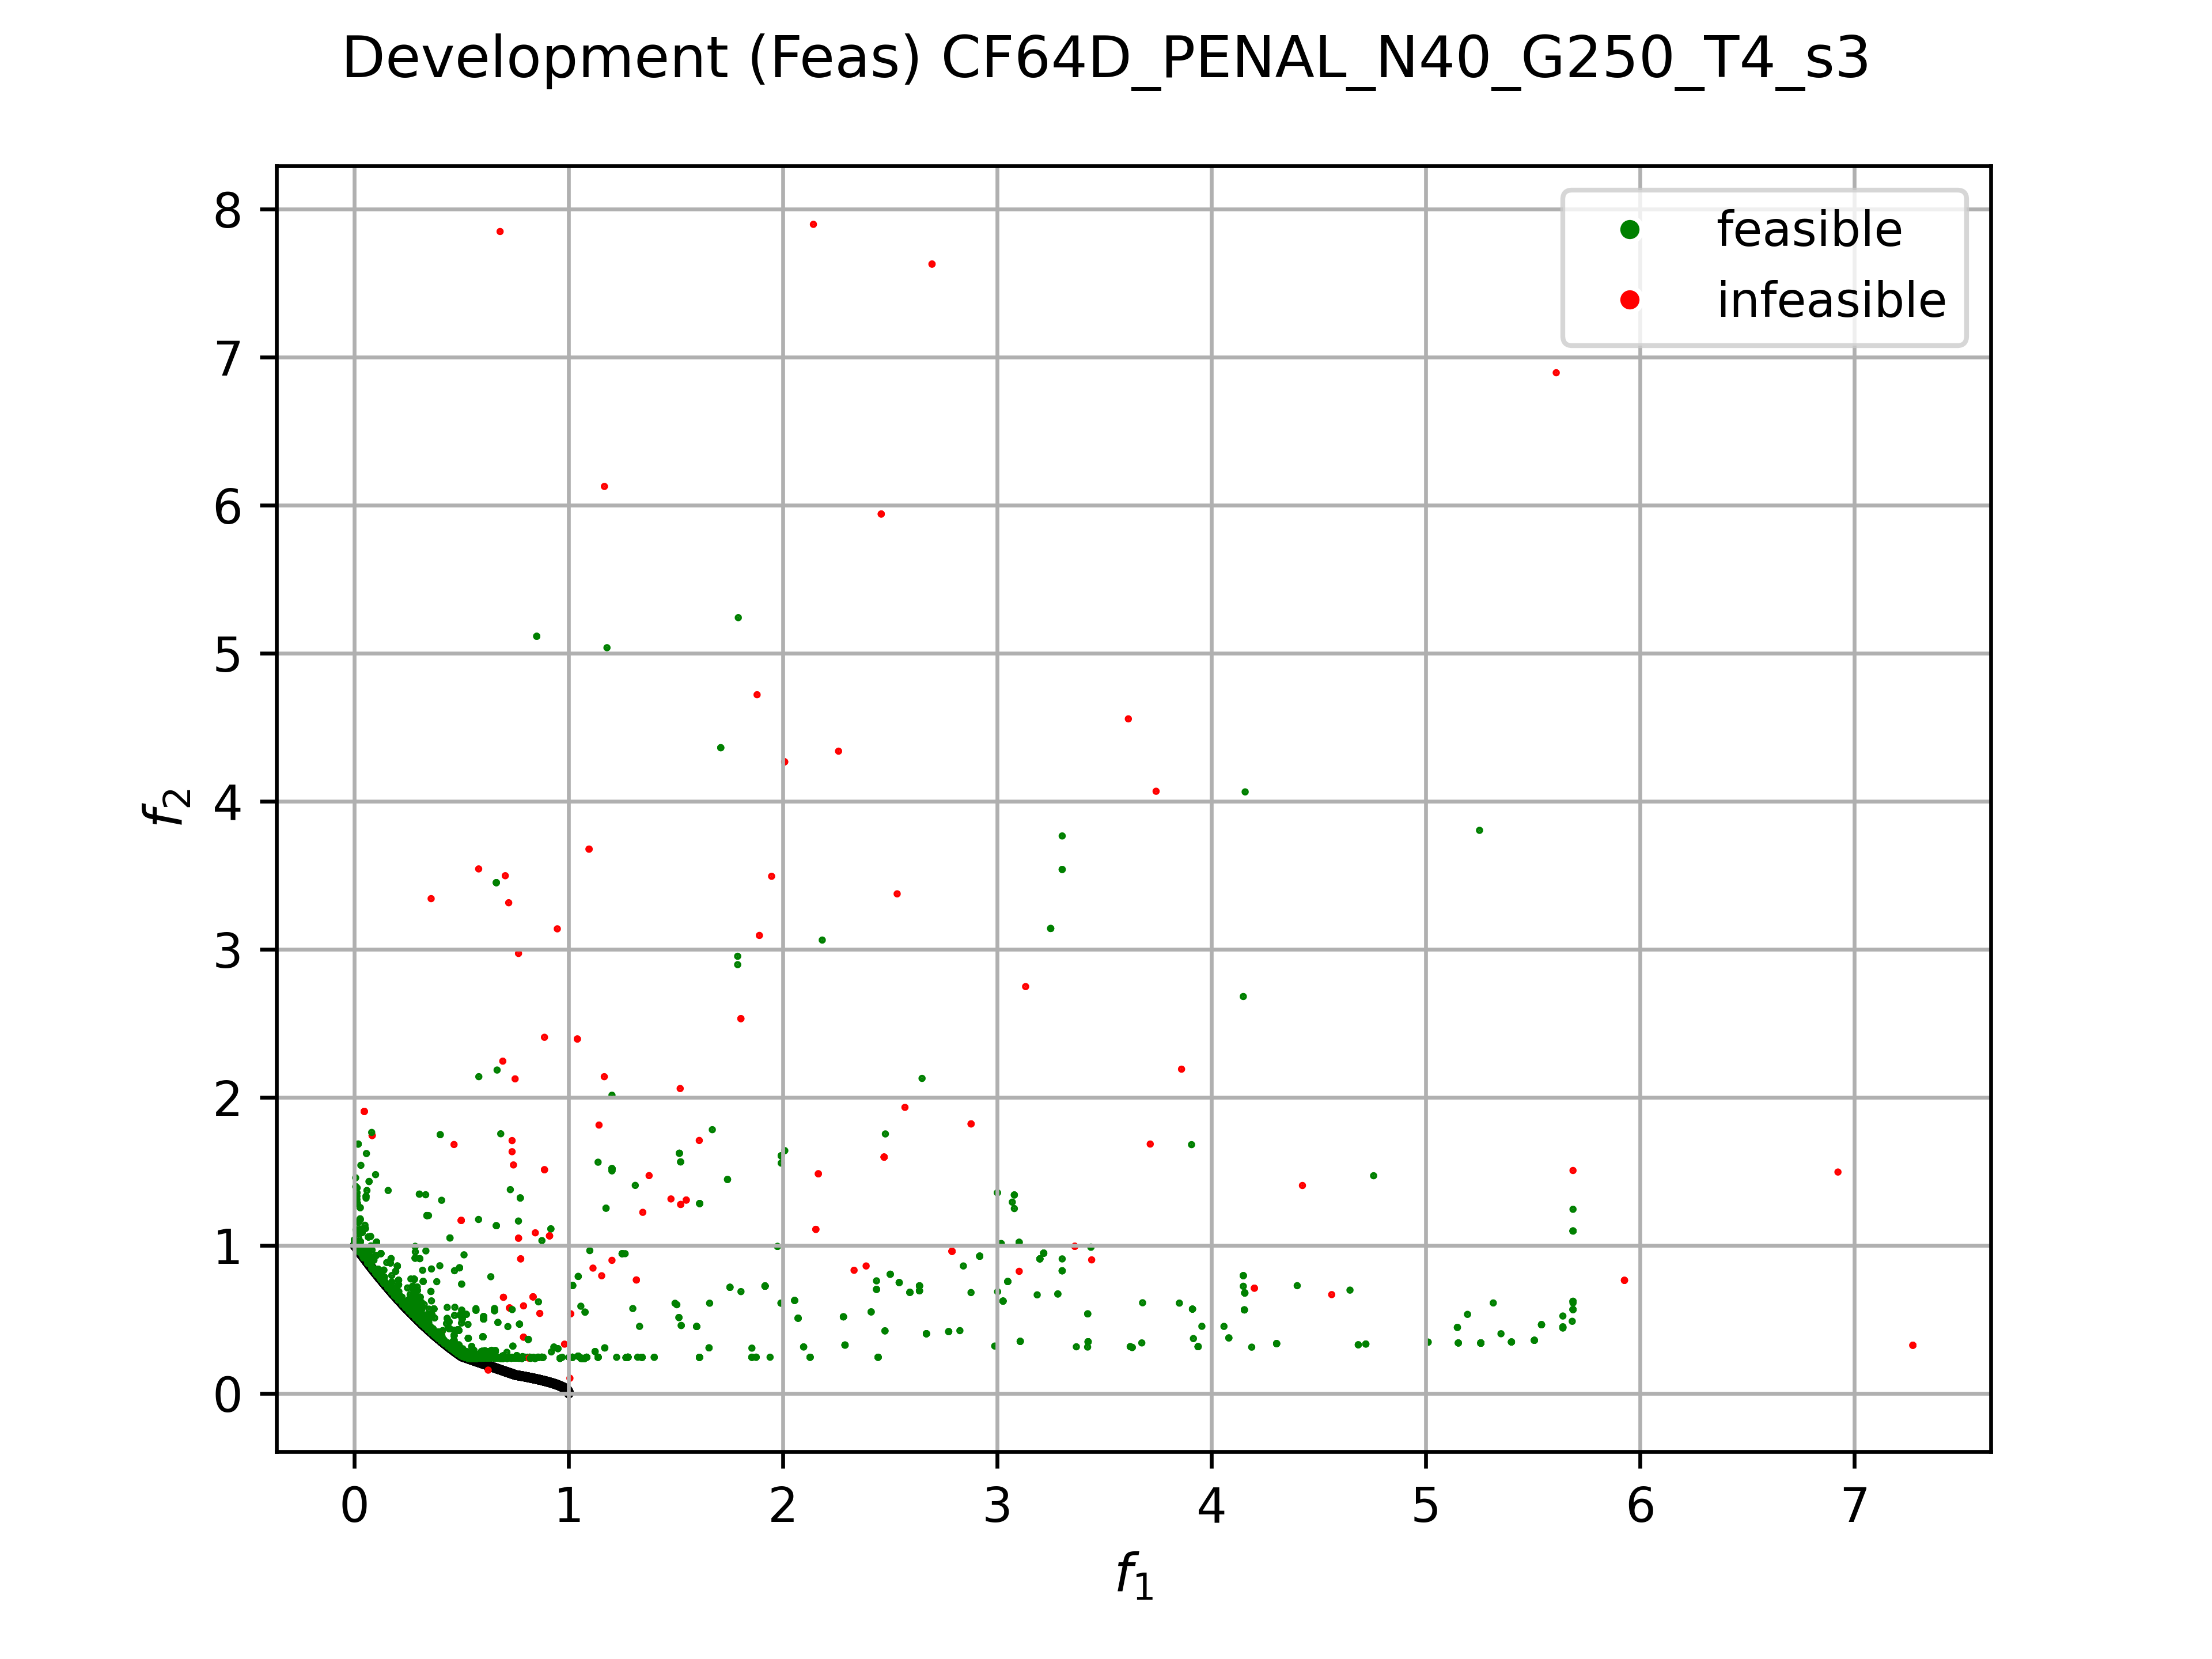 Development (Feas) CF64D_PENAL_N40_G250_T4_s3
feasible
infeasible
8
7
6
5
4
3
2
1
0
f2
0 1 2 3 4 5 6 7
f1